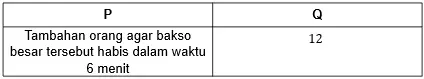 P
Q
Tambahan orang agar bakso
besar tersebut habis dalam waktu
6 menit
12